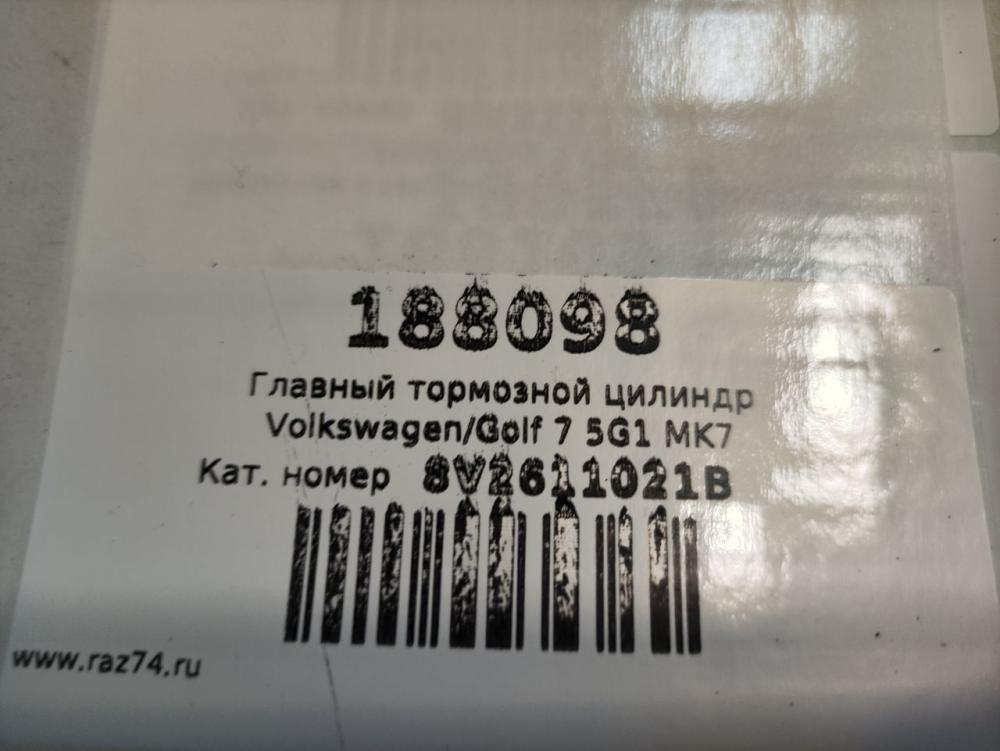 188098
Главный тормозной цилиндр
Volkswagen/Golf 7 5G1 MK7
Кат. номер 8V2611021B
www.raz74.ru